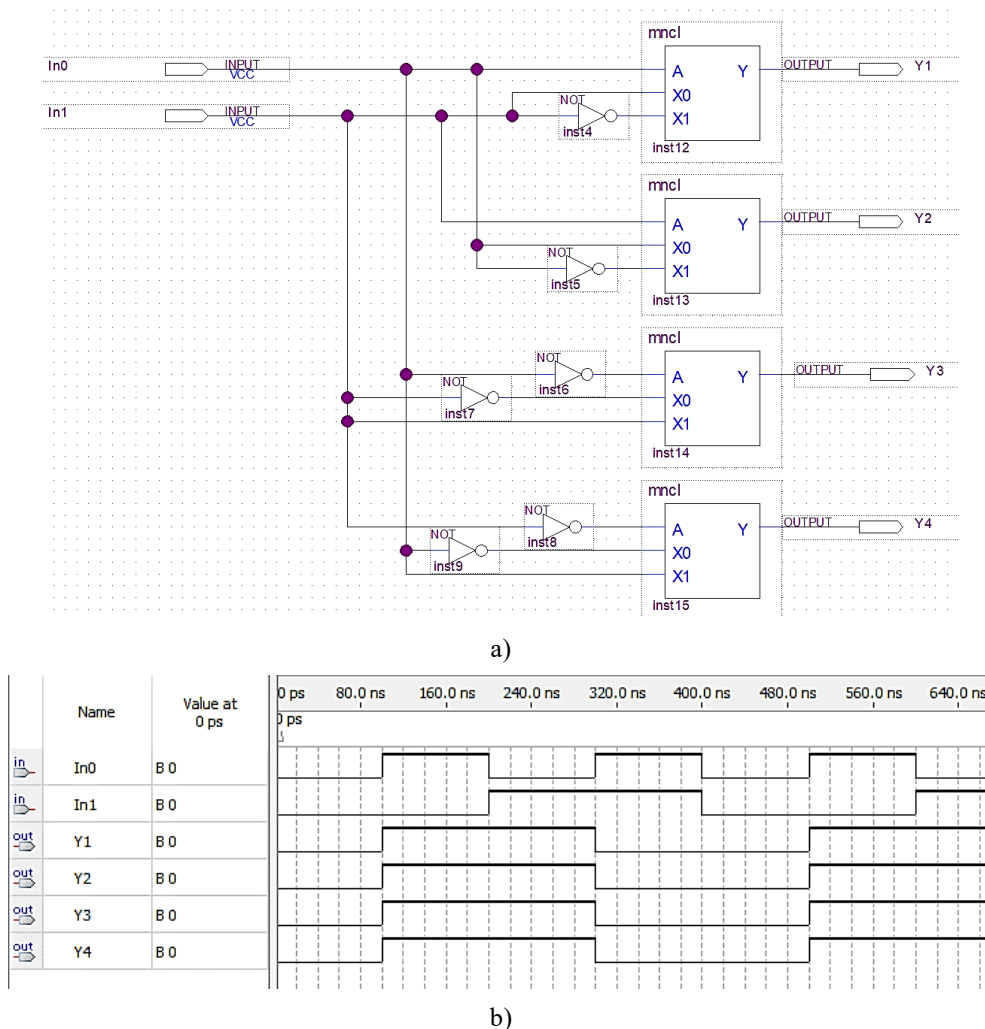 mncl
In0 INPUT VCC A Y OUTPUT Y1
X0
In1 INPUT VCC NOT X1
inst4
inst12
mncl
A Y OUTPUT Y2
X0
NOT X1
inst5
inst13
mncl
NOT A Y OUTPUT Y3
inst6
NOT X0
inst7 X1
inst14
mncl
NOT A Y OUTPUT Y4
inst8
NOT X0
inst9 X1
inst15
a)
Name Value at 0 ps 0 ps 80.0 ns 160.0 ns 240.0 ns 320.0 ns 400.0 ns 480.0 ns 560.0 ns 640.0 ns
0 ps
in In0 B 0
in In1 B 0
out Y1 B 0
out Y2 B 0
out Y3 B 0
out Y4 B 0
b)